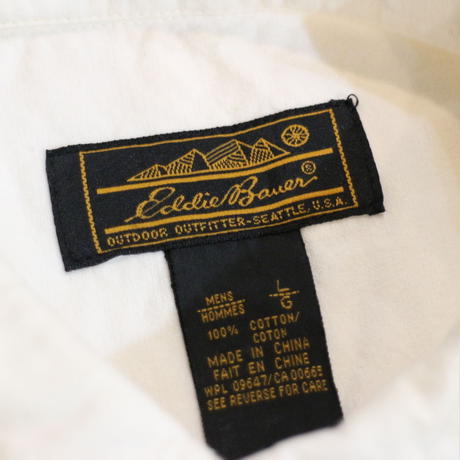 Eddie Bauer®
OUTDOOR OUTFITTER-SEATTLE, U.S.A.
MENS L
HOMMES G
100% COTTON/
COTON
MADE IN CHINA
FAIT EN CHINE
WPL 09647/CA 00665
SEE REVERSE FOR CARE